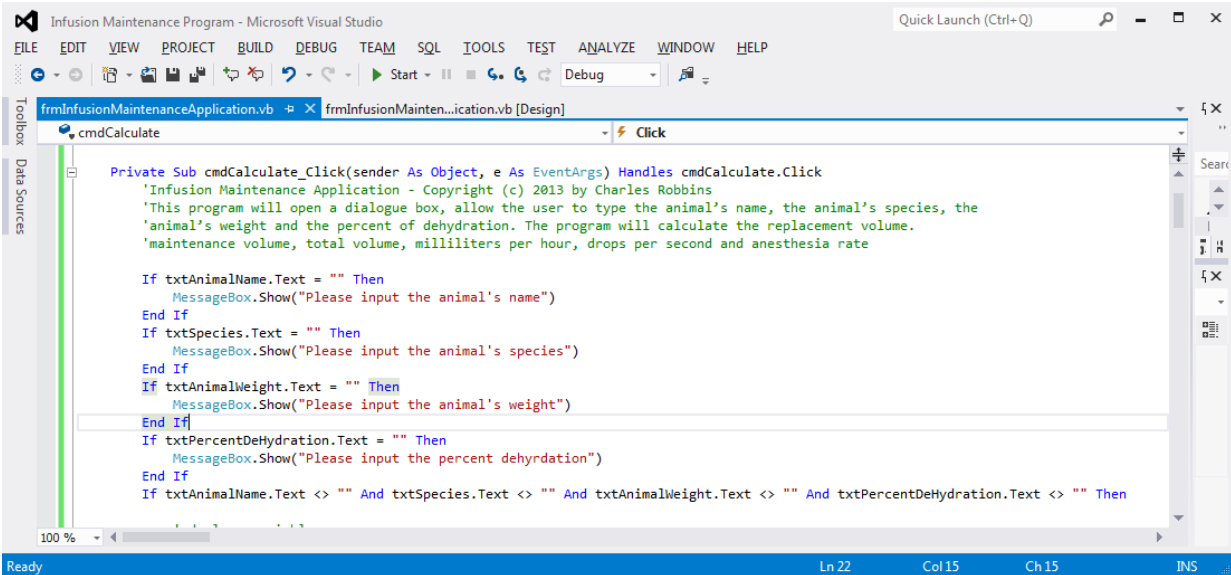 Infusion Maintenance Program - Microsoft Visual Studio
Quick Launch (Ctrl+Q)
FILE EDIT VIEW PROJECT BUILD DEBUG TEAM SQL TOOLS TEST ANALYZE WINDOW HELP
Start Debug
Toolbox
Data Sources
frmInfusionMaintenanceApplication.vb frmInfusionMainten...ication.vb [Design]
cmdCalculate Click
Private Sub cmdCalculate_Click(sender As Object, e As EventArgs) Handles cmdCalculate.Click
'Infusion Maintenance Application - Copyright (c) 2013 by Charles Robbins
'This program will open a dialogue box, allow the user to type the animal’s name, the animal’s species, the
'animal’s weight and the percent of dehydration. The program will calculate the replacement volume.
'maintenance volume, total volume, milliliters per hour, drops per second and anesthesia rate
If txtAnimalName.Text = "" Then
MessageBox.Show("Please input the animal's name")
End If
If txtSpecies.Text = "" Then
MessageBox.Show("Please input the animal's species")
End If
If txtAnimalWeight.Text = "" Then
MessageBox.Show("Please input the animal's weight")
End If
If txtPercentDeHydration.Text = "" Then
MessageBox.Show("Please input the percent dehyrdation")
End If
If txtAnimalName.Text <> "" And txtSpecies.Text <> "" And txtAnimalWeight.Text <> "" And txtPercentDeHydration.Text <> "" Then
100 %
Ready Ln 22 Col 15 Ch 15 INS